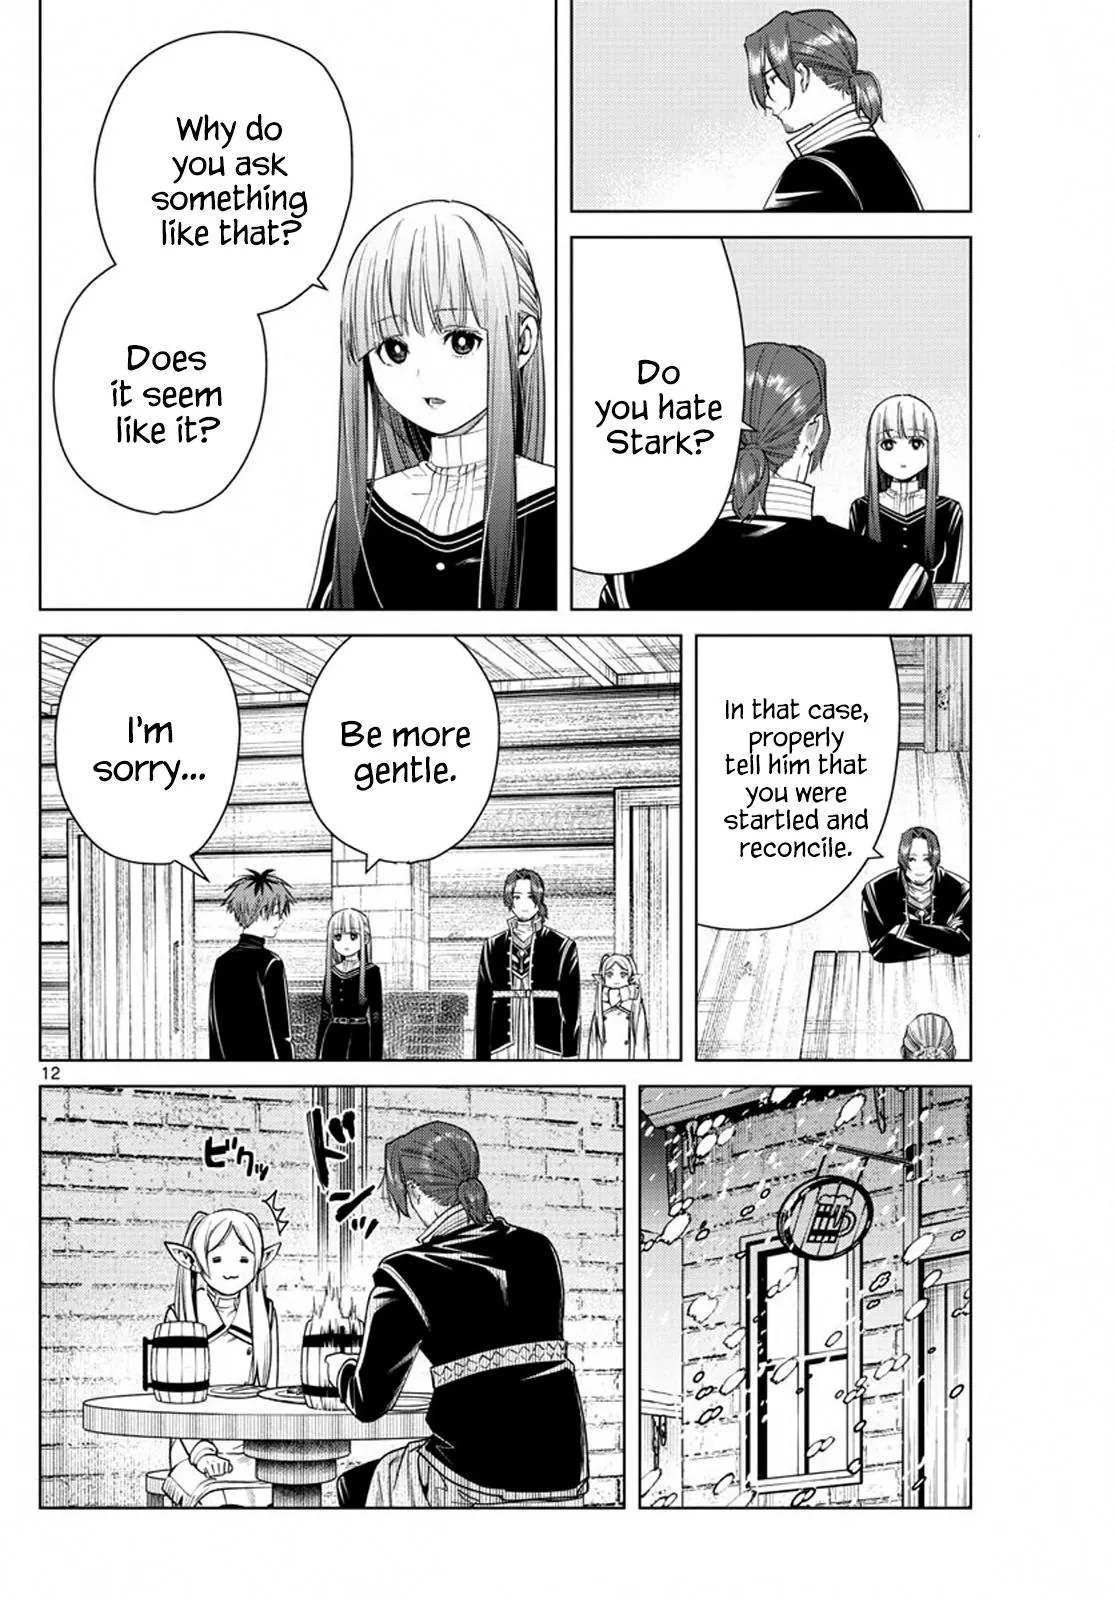 Do
you hate
Stark?
Why do
you ask
something
like that?
Does
it seem
like it?
In that case,
properly
tell him that
you were
startled and
reconcile.
Be more
gentle.
I'm
sorry...
12
ドンッ
ビクッ